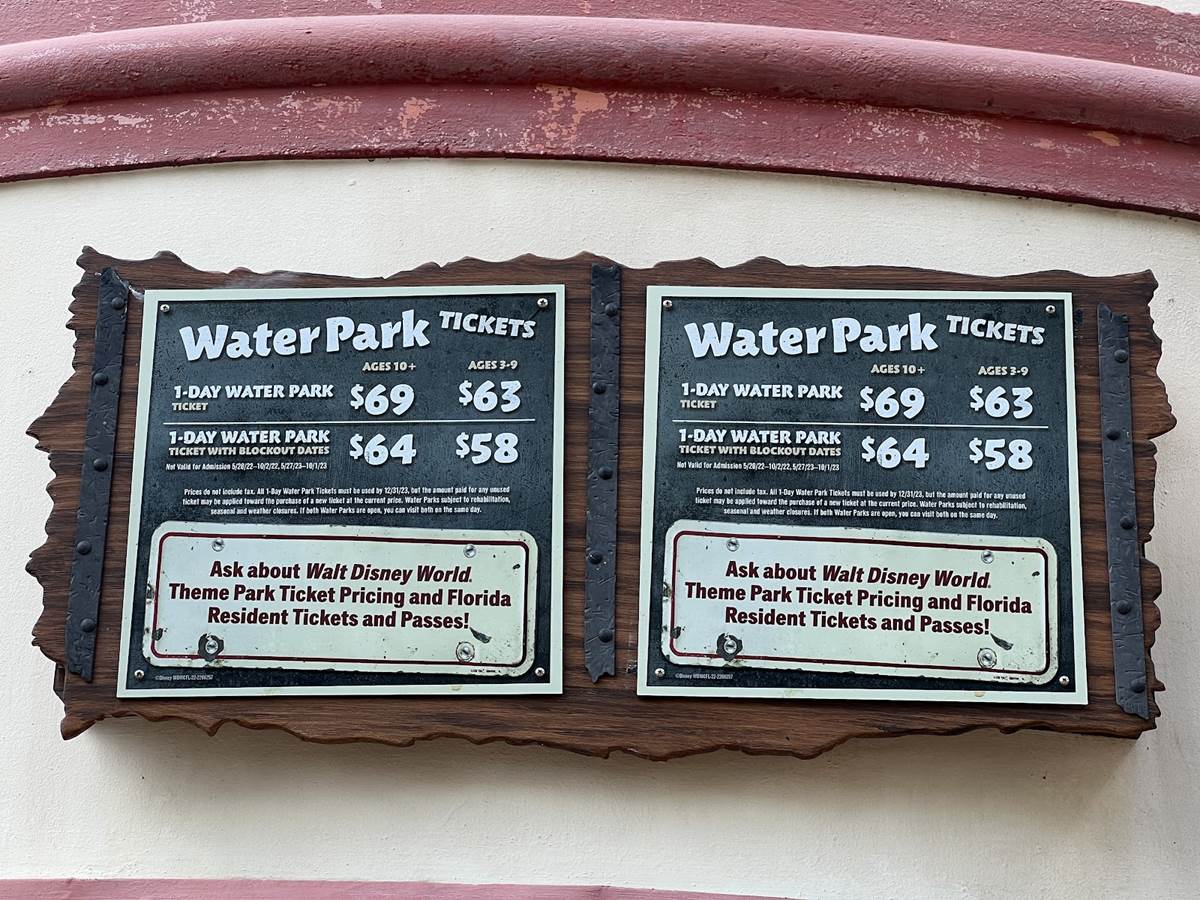 Water Park TICKETS
AGES 10+ AGES 3-9
1-DAY WATER PARK $69 $63
TICKET
1-DAY WATER PARK $64 $58
TICKET WITH BLOCKOUT DATES
Not Valid for Admission 5/28/22–10/2/22, 5/27/23–10/1/23
Prices do not include tax. All 1-Day Water Park Tickets must be used by 12/31/23, but the amount paid for any unused
ticket may be applied toward the purchase of a new ticket at the current price. Water Parks subject to rehabilitation,
seasonal and weather closures. If both Water Parks are open, you can visit both on the same day.
Ask about Walt Disney World.
Theme Park Ticket Pricing and Florida
Resident Tickets and Passes!
©Disney
Water Park TICKETS
AGES 10+ AGES 3-9
1-DAY WATER PARK $69 $63
TICKET
1-DAY WATER PARK $64 $58
TICKET WITH BLOCKOUT DATES
Not Valid for Admission 5/28/22–10/2/22, 5/27/23–10/1/23
Prices do not include tax. All 1-Day Water Park Tickets must be used by 12/31/23, but the amount paid for any unused
ticket may be applied toward the purchase of a new ticket at the current price. Water Parks subject to rehabilitation,
seasonal and weather closures. If both Water Parks are open, you can visit both on the same day.
Ask about Walt Disney World.
Theme Park Ticket Pricing and Florida
Resident Tickets and Passes!
©Disney